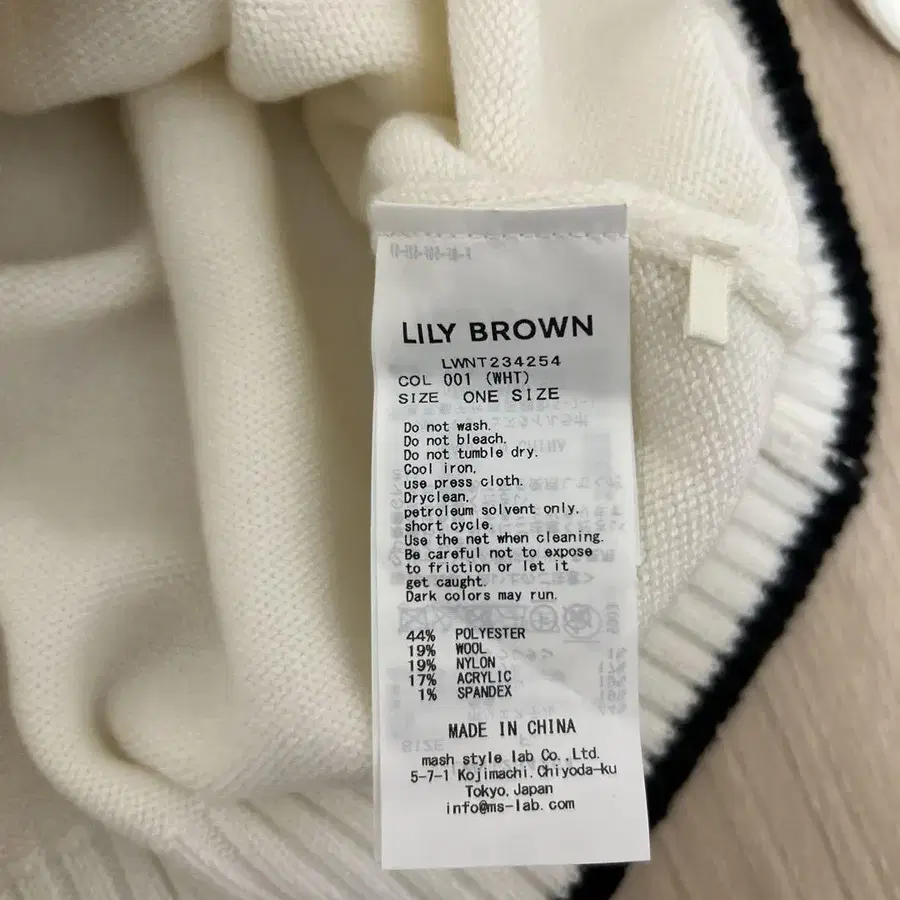 LILY BROWN
LWNT234254
COL 001 (WHT)
SIZE ONE SIZE
Do not wash.
Do not bleach.
Do not tumble dry.
Cool iron,
use press cloth.
Dryclean,
petroleum solvent only.
short cycle.
Use the net when cleaning.
Be careful not to expose
to friction or let it
get caught.
Dark colors may run.
44% POLYESTER
19% WOOL
19% NYLON
17% ACRYLIC
1% SPANDEX
MADE IN CHINA
mash style lab Co., Ltd.
5-7-1 Kojimachi, Chiyoda-ku
Tokyo, Japan
info@ms-lab.com